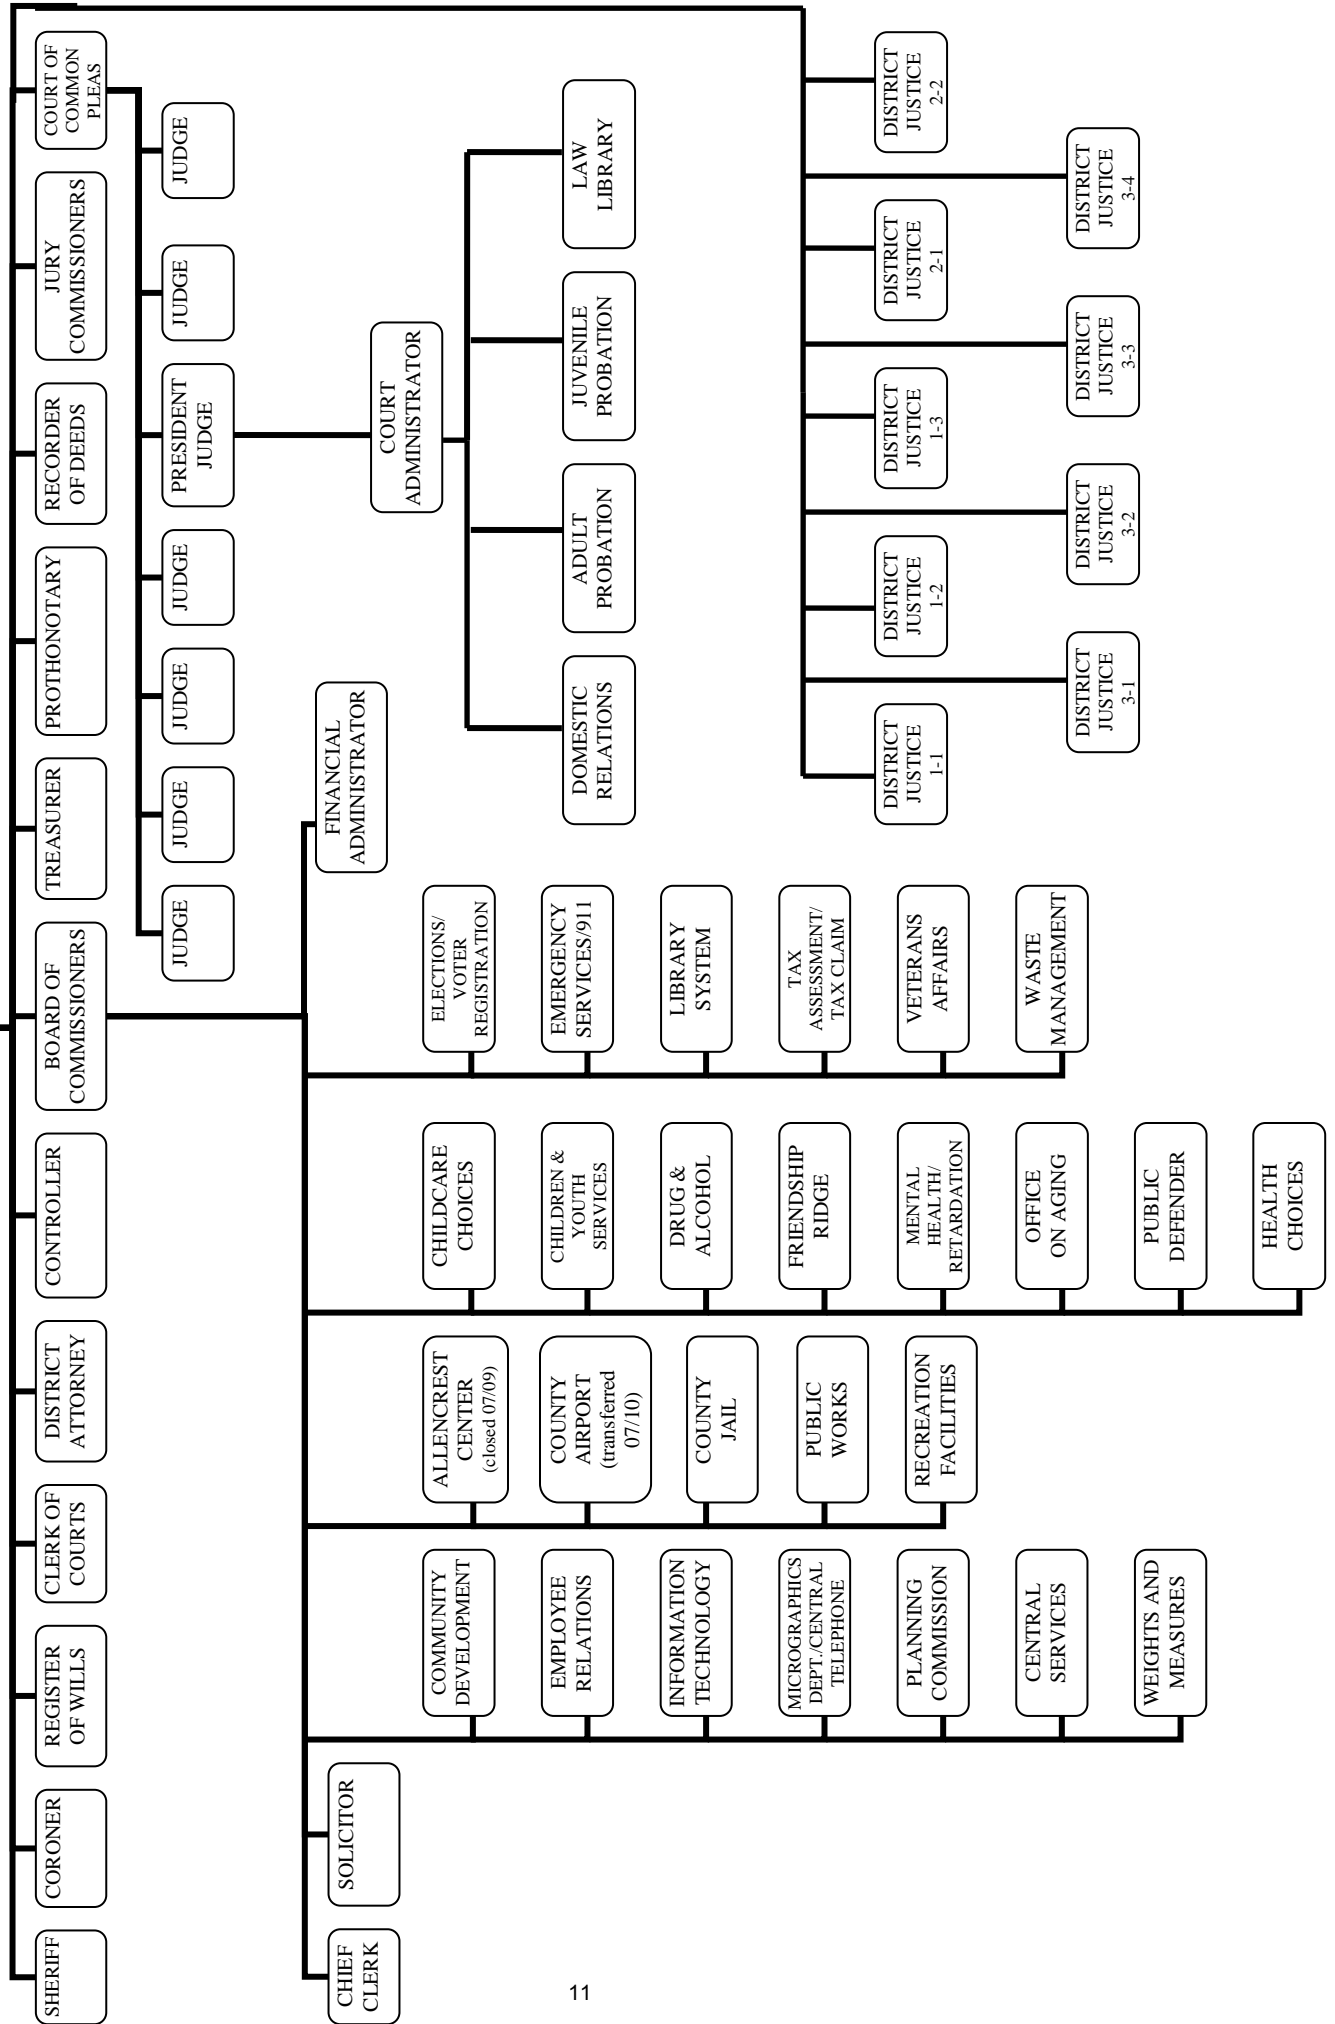 SHERIFF
CORONER
REGISTER
OF WILLS
CLERK OF
COURTS
DISTRICT
ATTORNEY
CONTROLLER
BOARD OF
COMMISSIONERS
TREASURER
PROTHONOTARY
RECORDER
OF DEEDS
JURY
COMMISSIONERS
COURT OF
COMMON
PLEAS
JUDGE
JUDGE
JUDGE
JUDGE
PRESIDENT
JUDGE
JUDGE
JUDGE
CHIEF
CLERK
SOLICITOR
FINANCIAL
ADMINISTRATOR
COURT
ADMINISTRATOR
COMMUNITY
DEVELOPMENT
EMPLOYEE
RELATIONS
INFORMATION
TECHNOLOGY
MICROGRAPHICS
DEPT./CENTRAL
TELEPHONE
PLANNING
COMMISSION
CENTRAL
SERVICES
WEIGHTS AND
MEASURES
ALLENCREST
CENTER
(closed 07/09)
COUNTY
AIRPORT
(transferred
07/10)
COUNTY
JAIL
PUBLIC
WORKS
RECREATION
FACILITIES
CHILDCARE
CHOICES
CHILDREN &
YOUTH
SERVICES
DRUG &
ALCOHOL
FRIENDSHIP
RIDGE
MENTAL
HEALTH/
RETARDATION
OFFICE
ON AGING
PUBLIC
DEFENDER
HEALTH
CHOICES
ELECTIONS/
VOTER
REGISTRATION
EMERGENCY
SERVICES/911
LIBRARY
SYSTEM
TAX
ASSESSMENT/
TAX CLAIM
VETERANS
AFFAIRS
WASTE
MANAGEMENT
DOMESTIC
RELATIONS
ADULT
PROBATION
JUVENILE
PROBATION
LAW
LIBRARY
DISTRICT
JUSTICE
1-1
DISTRICT
JUSTICE
1-2
DISTRICT
JUSTICE
1-3
DISTRICT
JUSTICE
2-1
DISTRICT
JUSTICE
2-2
DISTRICT
JUSTICE
3-1
DISTRICT
JUSTICE
3-2
DISTRICT
JUSTICE
3-3
DISTRICT
JUSTICE
3-4
11